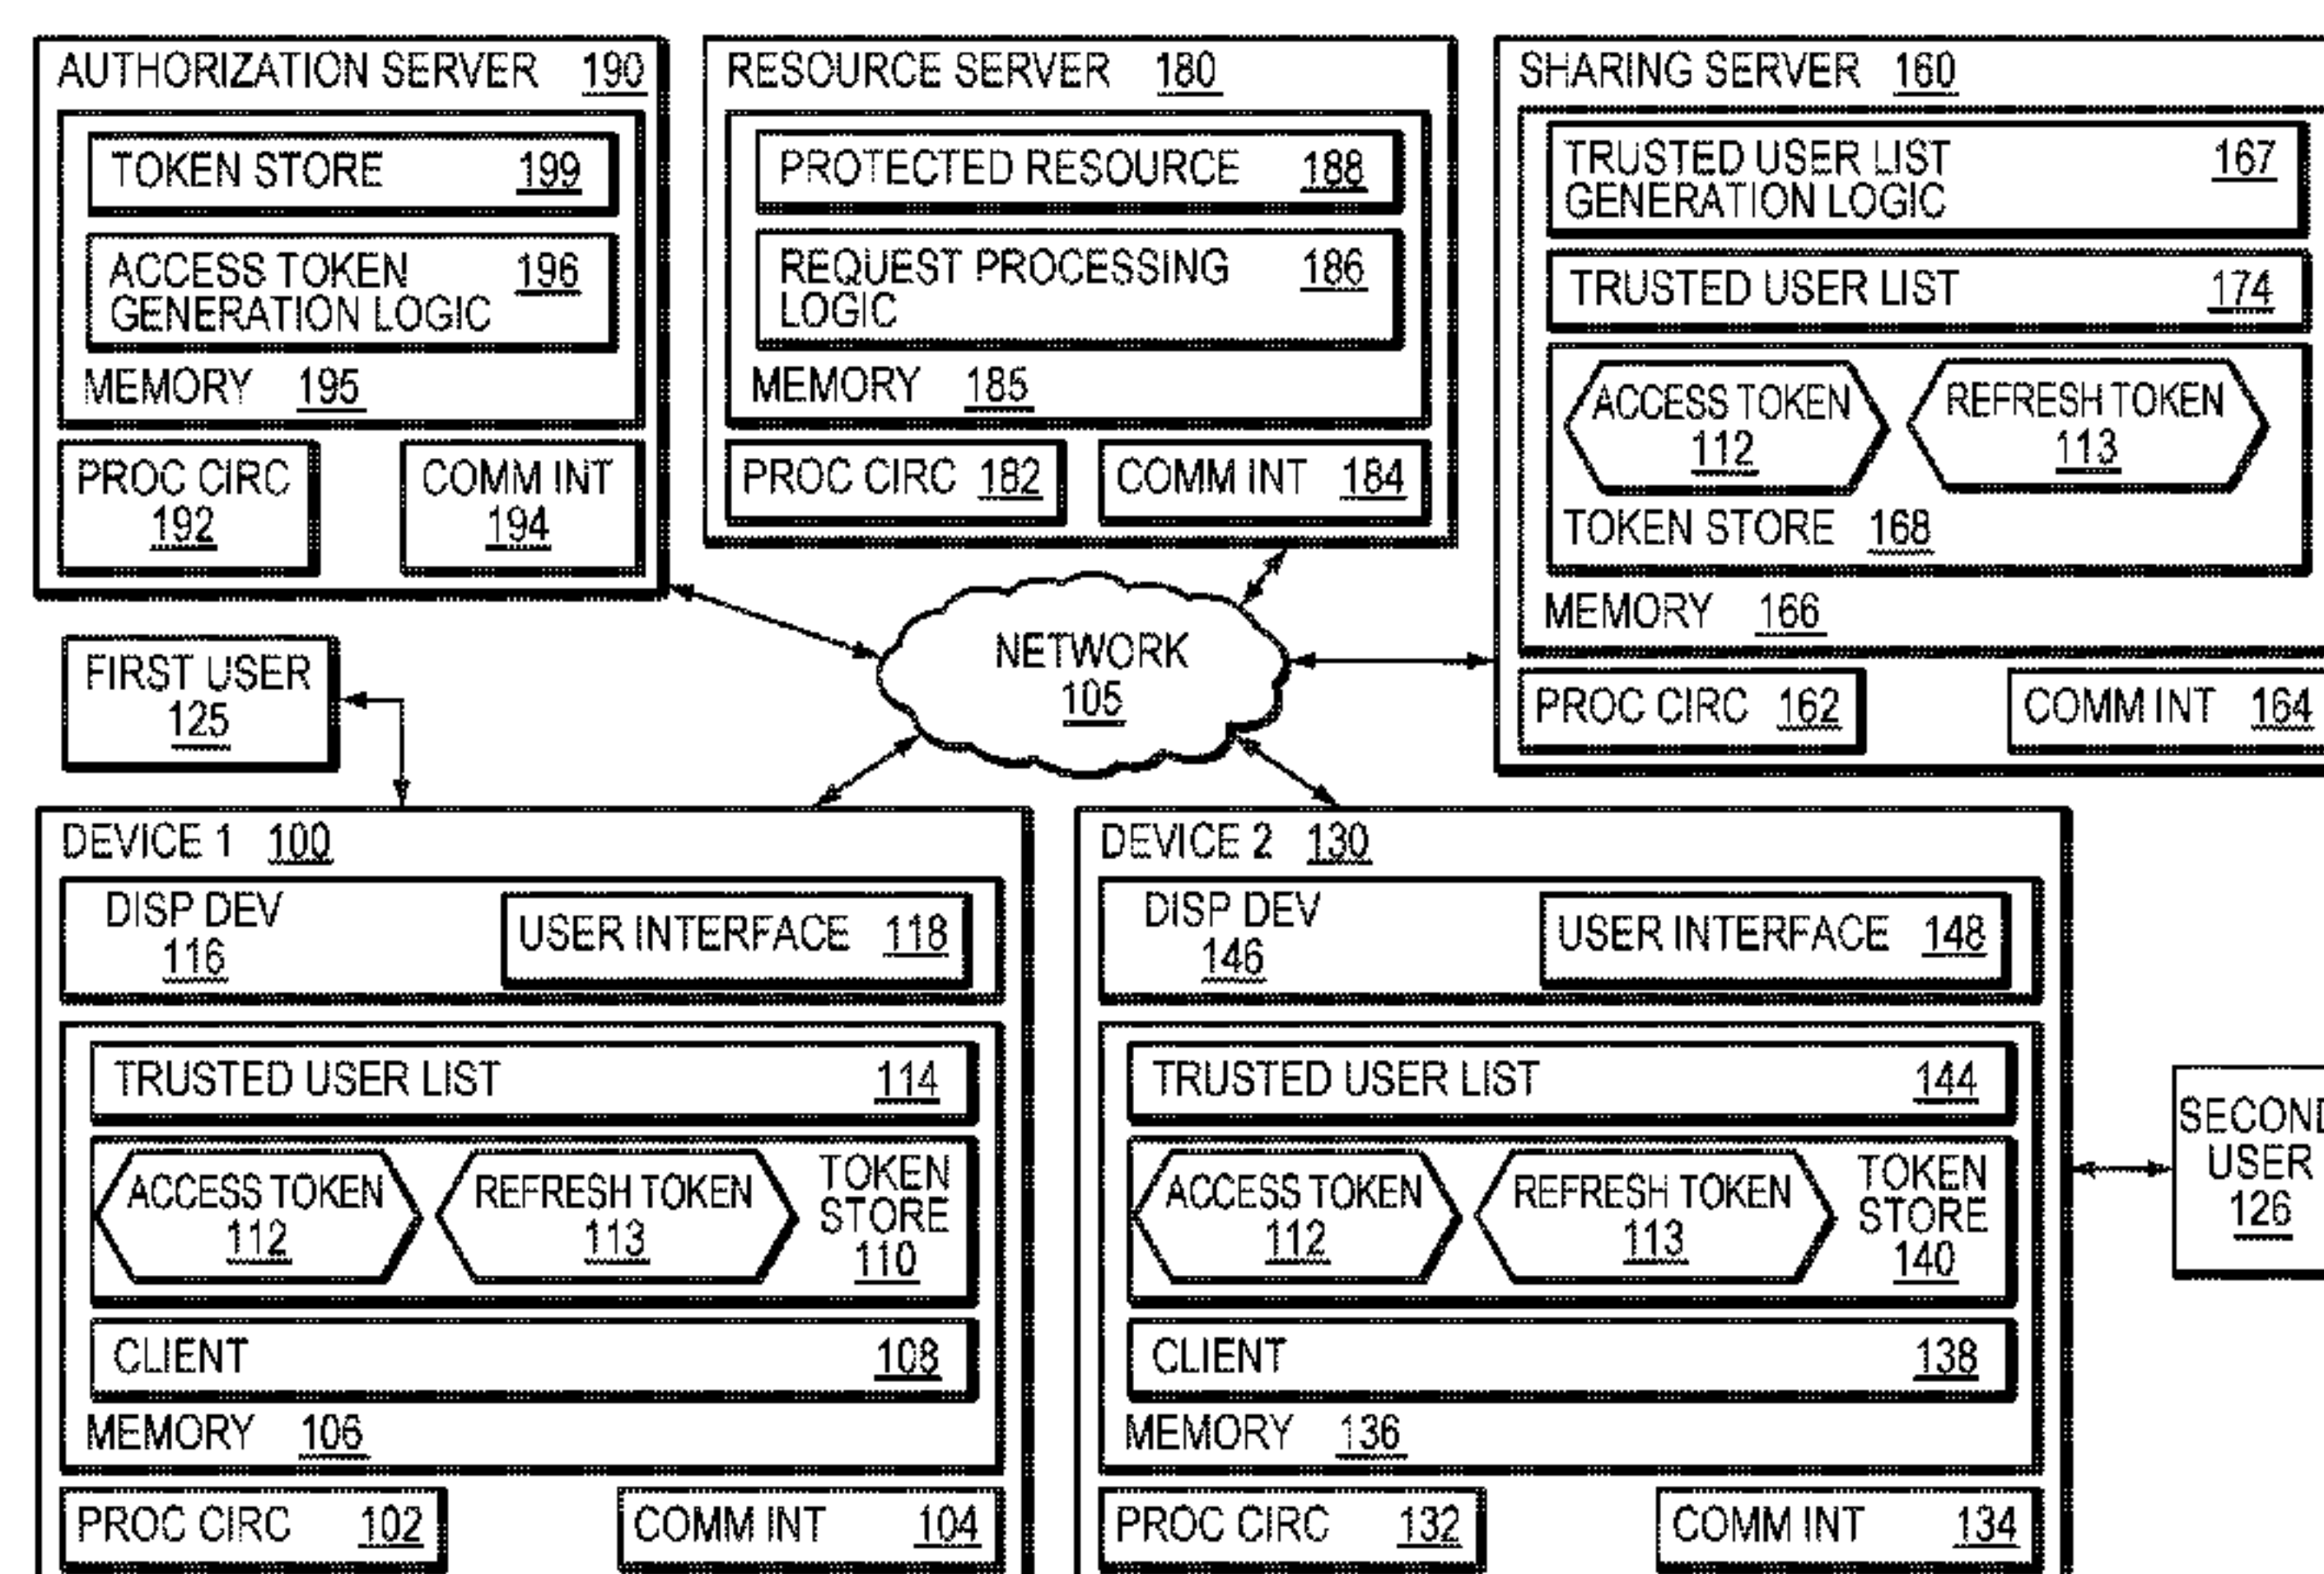 AUTHORIZATION SERVER 190
TOKEN STORE 199
ACCESS TOKEN 196
GENERATION LOGIC
MEMORY 195
PROC CIRC
192
COMM INT
194
RESOURCE SERVER 180
PROTECTED RESOURCE 188
REQUEST PROCESSING 186
LOGIC
MEMORY 185
PROC CIRC 182
COMM INT 184
SHARING SERVER 160
TRUSTED USER LIST 167
GENERATION LOGIC
TRUSTED USER LIST 174
ACCESS TOKEN
112
REFRESH TOKEN
113
TOKEN STORE 168
MEMORY 166
PROC CIRC 162
COMM INT 164
NETWORK
105
FIRST USER
125
DEVICE 1 100
DISP DEV
116
USER INTERFACE 118
TRUSTED USER LIST 114
ACCESS TOKEN
112
REFRESH TOKEN
113
TOKEN
STORE
110
CLIENT 108
MEMORY 106
PROC CIRC 102
COMM INT 104
DEVICE 2 130
DISP DEV
146
USER INTERFACE 148
TRUSTED USER LIST 144
ACCESS TOKEN
112
REFRESH TOKEN
113
TOKEN
STORE
140
CLIENT 138
MEMORY 136
PROC CIRC 132
COMM INT 134
SECOND
USER
126